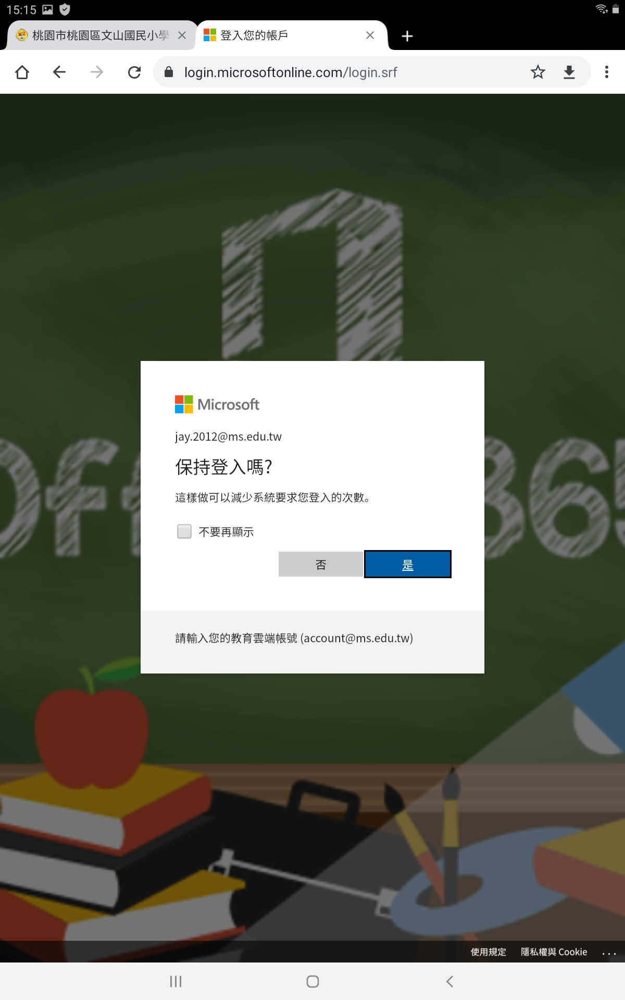 15:15
桃園市桃園區文山國民小學
登入您的帳戶
login.microsoftonline.com/login.srf
Microsoft
jay.2012@ms.edu.tw
保持登入嗎?
這樣做可以減少系統要求您登入的次數。
不要再顯示
否
是
請輸入您的教育雲端帳號 (account@ms.edu.tw)
Off
365
使用規定
隱私權與 Cookie
...